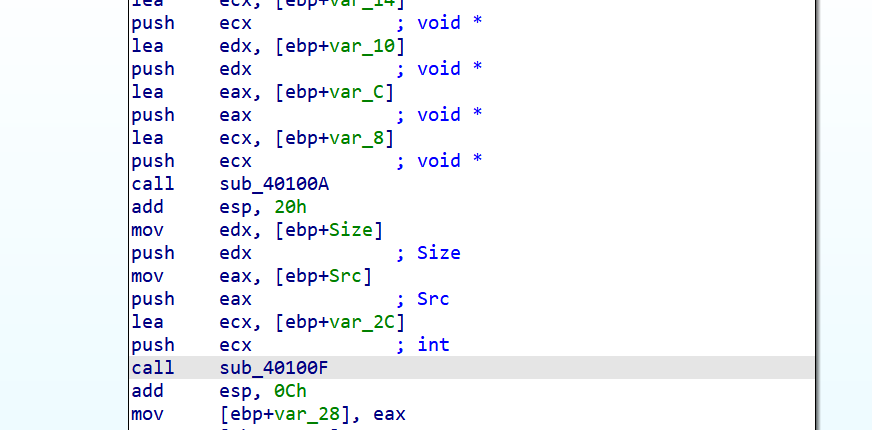 lea ecx, [ebp+var_14]
push ecx ; void *
lea edx, [ebp+var_10]
push edx ; void *
lea eax, [ebp+var_C]
push eax ; void *
lea ecx, [ebp+var_8]
push ecx ; void *
call sub_40100A
add esp, 20h
mov edx, [ebp+Size]
push edx ; Size
mov eax, [ebp+Src]
push eax ; Src
lea ecx, [ebp+var_2C]
push ecx ; int
call sub_40100F
add esp, 0Ch
mov [ebp+var_28], eax